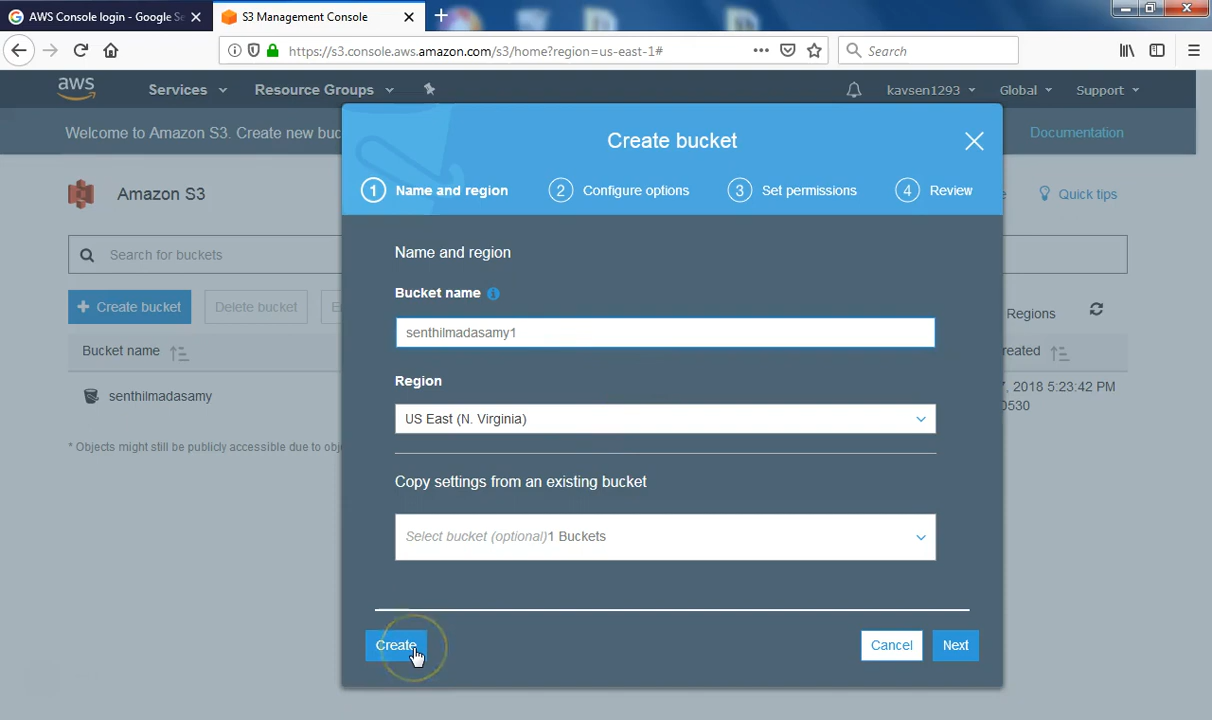 AWS Console login - Google Se
S3 Management Console
https://s3.console.aws.amazon.com/s3/home?region=us-east-1#
Search
aws
Services
Resource Groups
kavsen1293
Global
Support
Welcome to Amazon S3. Create new buc
Documentation
Create bucket
1 Name and region
2 Configure options
3 Set permissions
4 Review
Amazon S3
Quick tips
Search for buckets
Name and region
Bucket name
senthilmadasamy1
+ Create bucket
Delete bucket
Regions
Bucket name
reated
senthilmadasamy
7, 2018 5:23:42 PM
0530
* Objects might still be publicly accessible due to obj
Region
US East (N. Virginia)
Copy settings from an existing bucket
Select bucket (optional)1 Buckets
Create
Cancel
Next